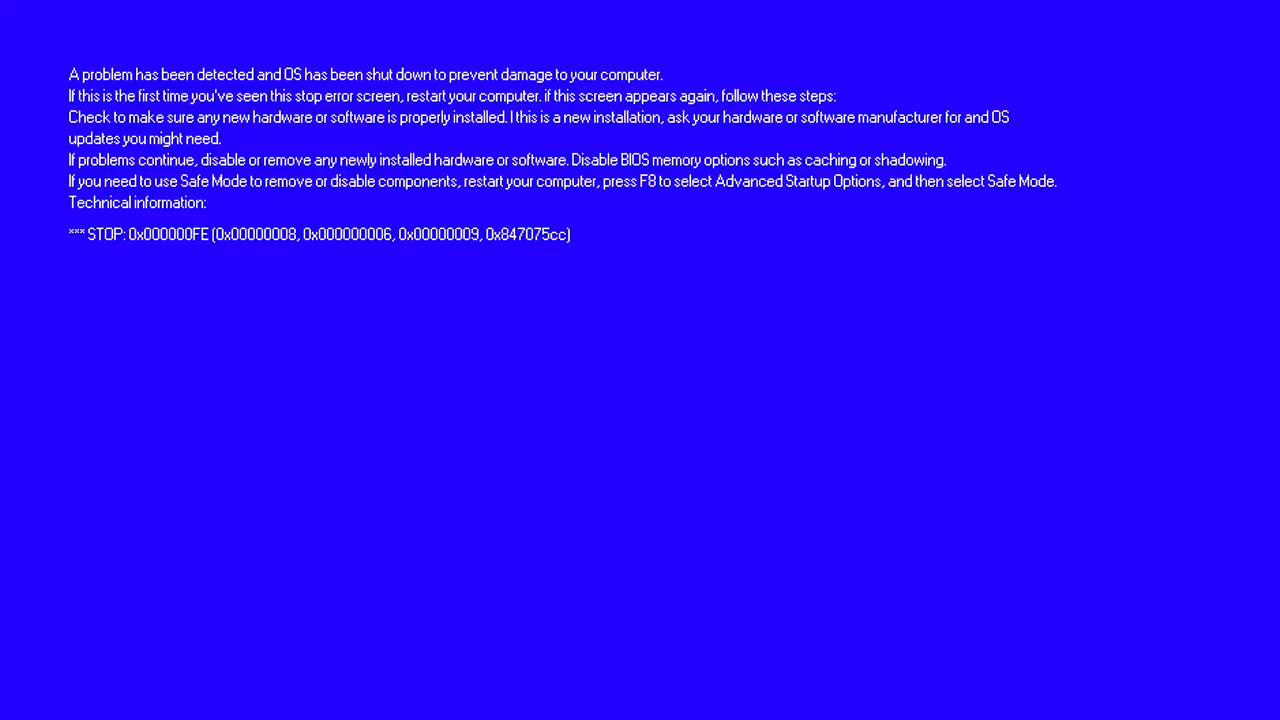 A problem has been detected and OS has been shut down to prevent damage to your computer.
If this is the first time you've seen this stop error screen, restart your computer. if this screen appears again, follow these steps:
Check to make sure any new hardware or software is properly installed. I this is a new installation, ask your hardware or software manufacturer for and OS
updates you might need.
If problems continue, disable or remove any newly installed hardware or software. Disable BIOS memory options such as caching or shadowing.
If you need to use Safe Mode to remove or disable components, restart your computer, press F8 to select Advanced Startup Options, and then select Safe Mode.
Technical information:
*** STOP: 0x000000FE (0x00000008, 0x000000006, 0x00000009, 0x847075cc)